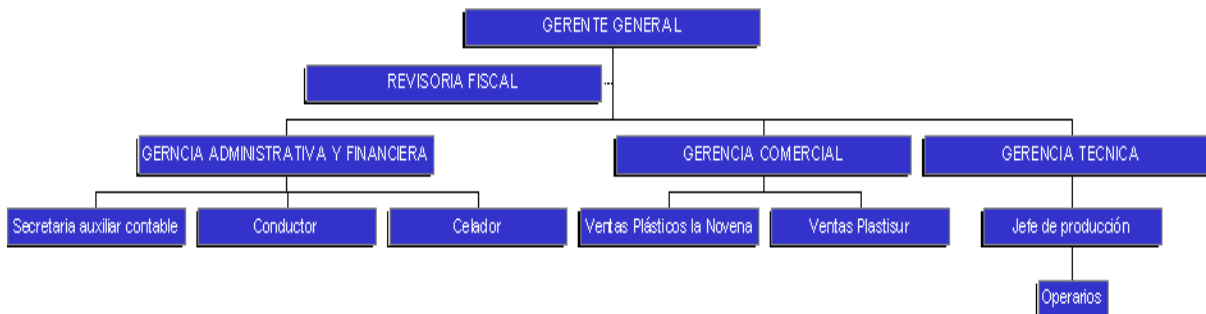 GERENTE GENERAL
REVISORIA FISCAL
GERNCIA ADMINISTRATIVA Y FINANCIERA
GERENCIA COMERCIAL
GERENCIA TECNICA
Secretaria auxiliar contable
Conductor
Celador
Ventas Plásticos la Novena
Ventas Plastisur
Jefe de producción
Operarios